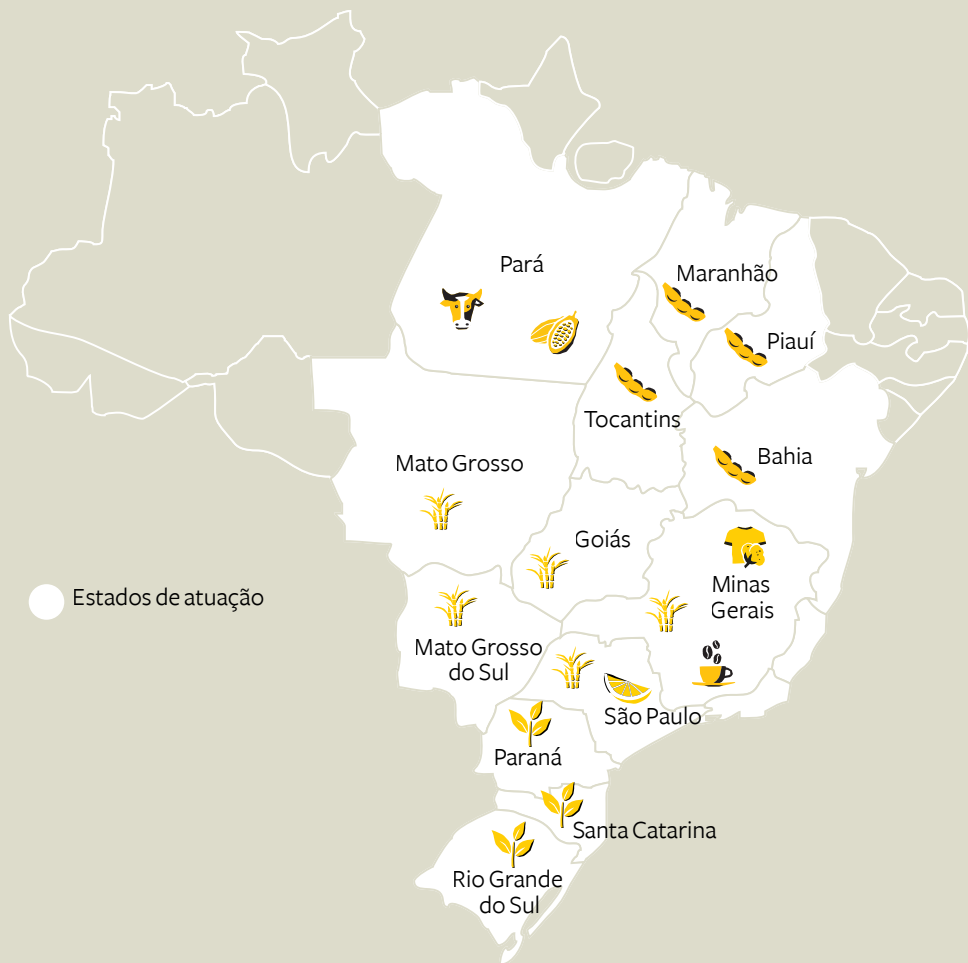 Pará
Maranhão
Piauí
Tocantins
Bahia
Mato Grosso
Goiás
Minas
Gerais
Estados de atuação
Mato Grosso
do Sul
São Paulo
Paraná
Santa Catarina
Rio Grande
do Sul